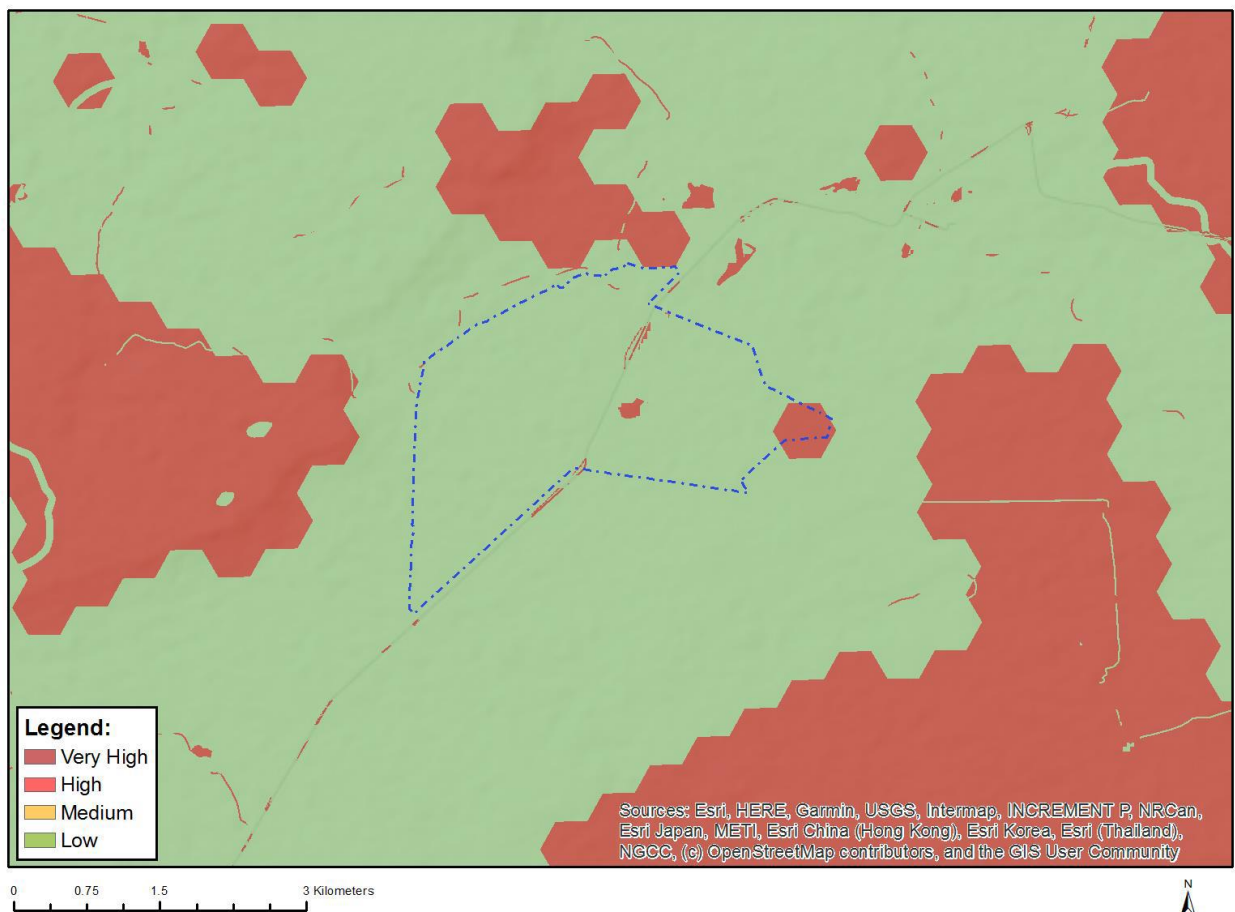 Legend:
Very High
High
Medium
Low
Sources: Esri, HERE, Garmin, USGS, Intermap, INCREMENT P, NRCan,
Esri Japan, METI, Esri China (Hong Kong), Esri Korea, Esri (Thailand),
NGCC, (c) OpenStreetMap contributors, and the GIS User Community
0 0.75 1.5 3 Kilometers
N